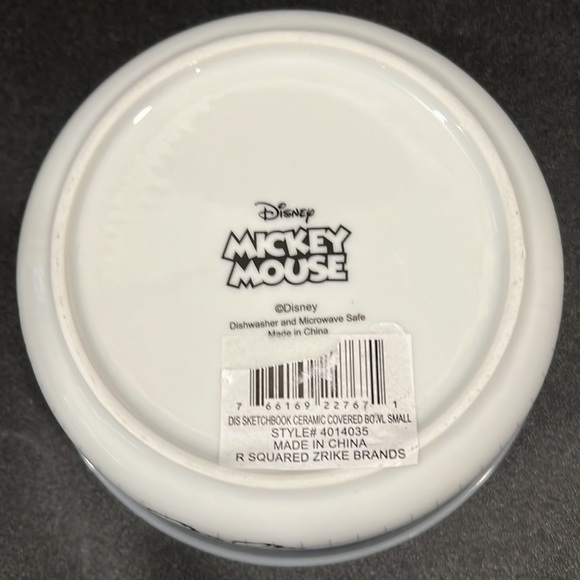 Disney
MICKEY
MOUSE
©Disney
Dishwasher and Microwave Safe
Made in China
7 66169 22767 1
DIS SKETCHBOOK CERAMIC COVERED BOWL SMALL
STYLE# 4014035
MADE IN CHINA
R SQUARED ZRIKE BRANDS